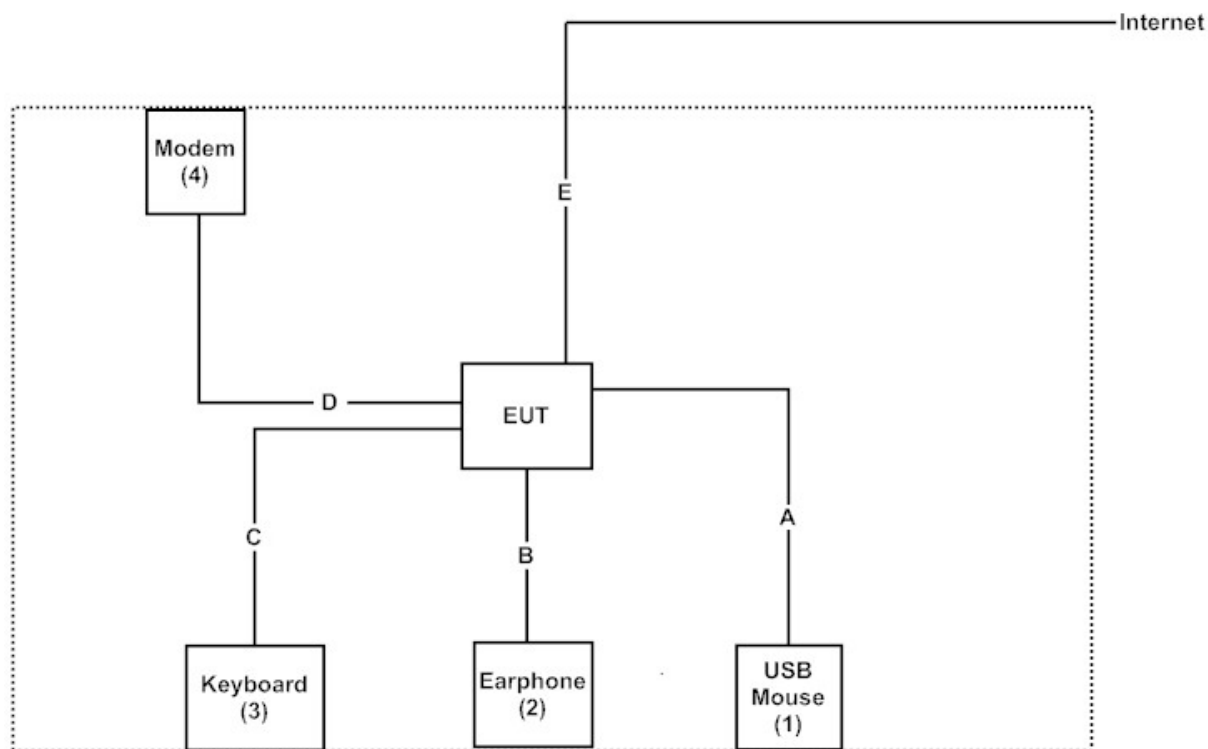 Internet
Modem
(4)
E
D
EUT
C
B
A
Keyboard
(3)
Earphone
(2)
USB
Mouse
(1)